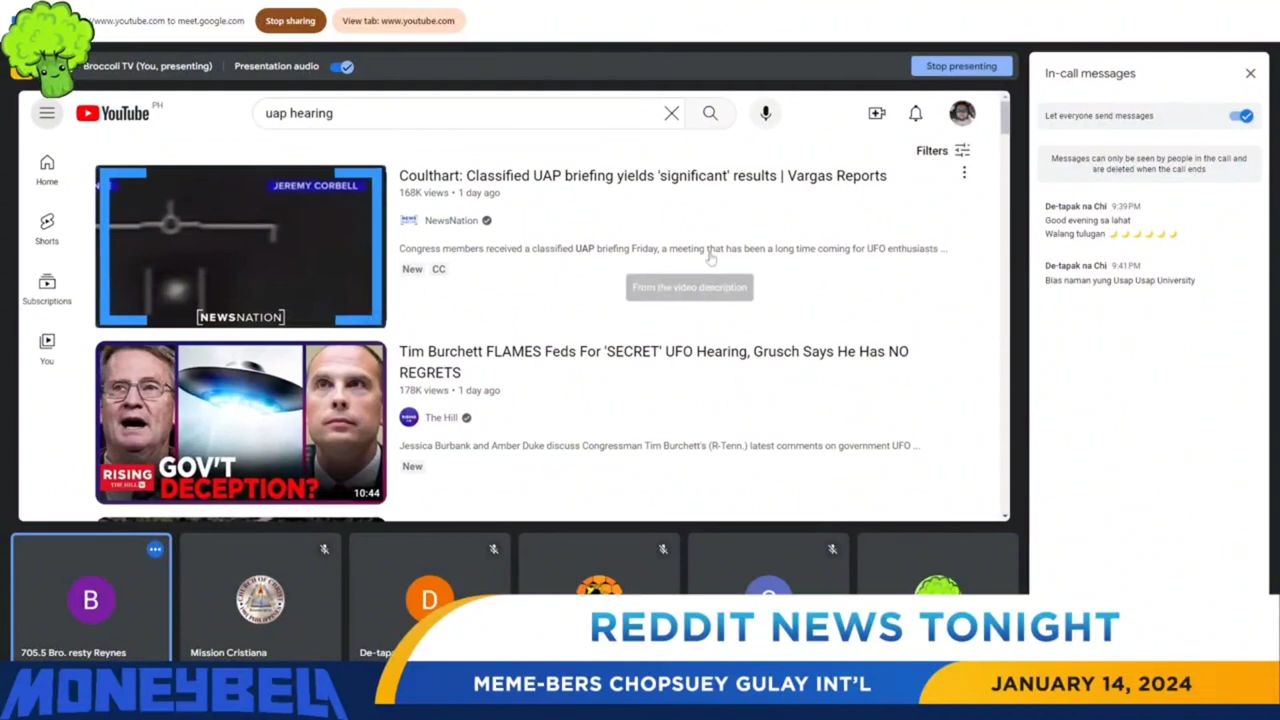 /www.youtube.com to meet.google.com
Stop sharing
View tab: www.youtube.com
Broccoli TV (You, presenting)
Presentation audio
Stop presenting
In-call messages
YouTube PH
uap hearing
Let everyone send messages
Filters
Messages can only be seen by people in the call and
are deleted when the call ends
Home
Shorts
Subscriptions
You
JEREMY CORBELL
[NEWSNATION]
Coulthart: Classified UAP briefing yields 'significant' results | Vargas Reports
168K views • 1 day ago
NewsNation
Congress members received a classified UAP briefing Friday, a meeting that has been a long time coming for UFO enthusiasts ...
New CC
From the video description
De-tapak na Chi 9:39 PM
Good evening sa lahat
Walang tulugan 🌙🌙🌙🌙🌙🌙
De-tapak na Chi 9:41 PM
Bias naman yung Usap Usap University
RISING
THE HILL
GOV'T
DECEPTION?
10:44
Tim Burchett FLAMES Feds For 'SECRET' UFO Hearing, Grusch Says He Has NO
REGRETS
178K views • 1 day ago
The Hill
Jessica Burbank and Amber Duke discuss Congressman Tim Burchett's (R-Tenn.) latest comments on government UFO ...
New
B
705.5 Bro. resty Reynes
Mission Cristiana
D
De-tap
REDDIT NEWS TONIGHT
MONEYBELA
MEME-BERS CHOPSUEY GULAY INT'L
JANUARY 14, 2024